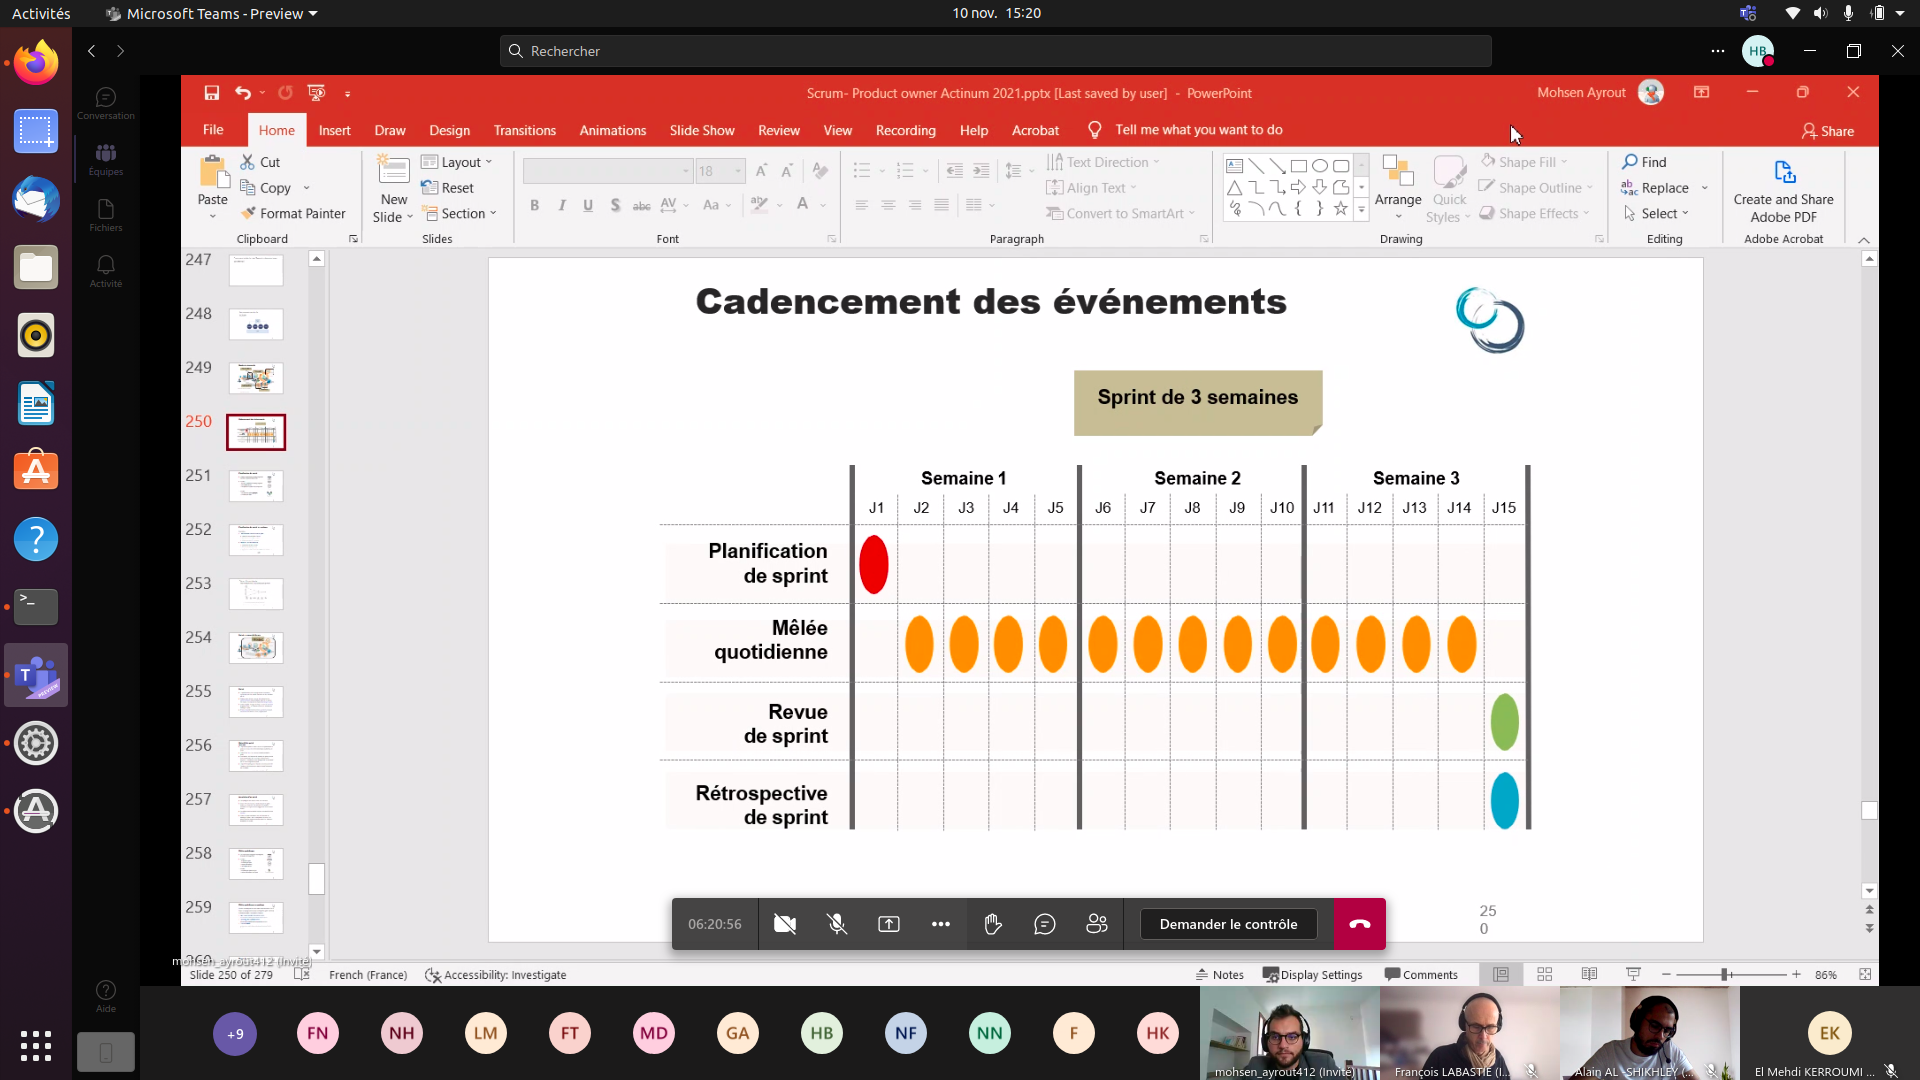 Activités
Microsoft Teams - Preview
10 nov. 15:20
Rechercher
HB
Conversation
Équipes
Fichiers
Activité
Aide
Scrum- Product owner Actinum 2021.pptx [Last saved by user] - PowerPoint
Mohsen Ayrout
File
Home
Insert
Draw
Design
Transitions
Animations
Slide Show
Review
View
Recording
Help
Acrobat
Tell me what you want to do
Share
Paste
Cut
Copy
Format Painter
Clipboard
New
Slide
Layout
Reset
Section
Slides
18
B I U S abc AV Aa A
Font
Text Direction
Align Text
Convert to SmartArt
Paragraph
Arrange
Quick
Styles
Shape Fill
Shape Outline
Shape Effects
Drawing
Find
Replace
Select
Editing
Create and Share
Adobe PDF
Adobe Acrobat
247
248
249
250
251
252
253
254
255
256
257
258
259
260
Cadencement des événements
Sprint de 3 semaines
Semaine 1 Semaine 2 Semaine 3
J1 J2 J3 J4 J5 J6 J7 J8 J9 J10 J11 J12 J13 J14 J15
Planification
de sprint
Mêlée
quotidienne
Revue
de sprint
Rétrospective
de sprint
25
0
06:20:56
Demander le contrôle
mohsen_ayrout412 (Invité)
Slide 250 of 279
French (France)
Accessibility: Investigate
Notes
Display Settings
Comments
86%
+9
FN
NH
LM
FT
MD
GA
HB
NF
NN
F
HK
mohsen_ayrout412 (Invité)
François LABASTIE (I...
Alain AL -SHIKHLEY (...
EK
El Mehdi KERROUMI ...